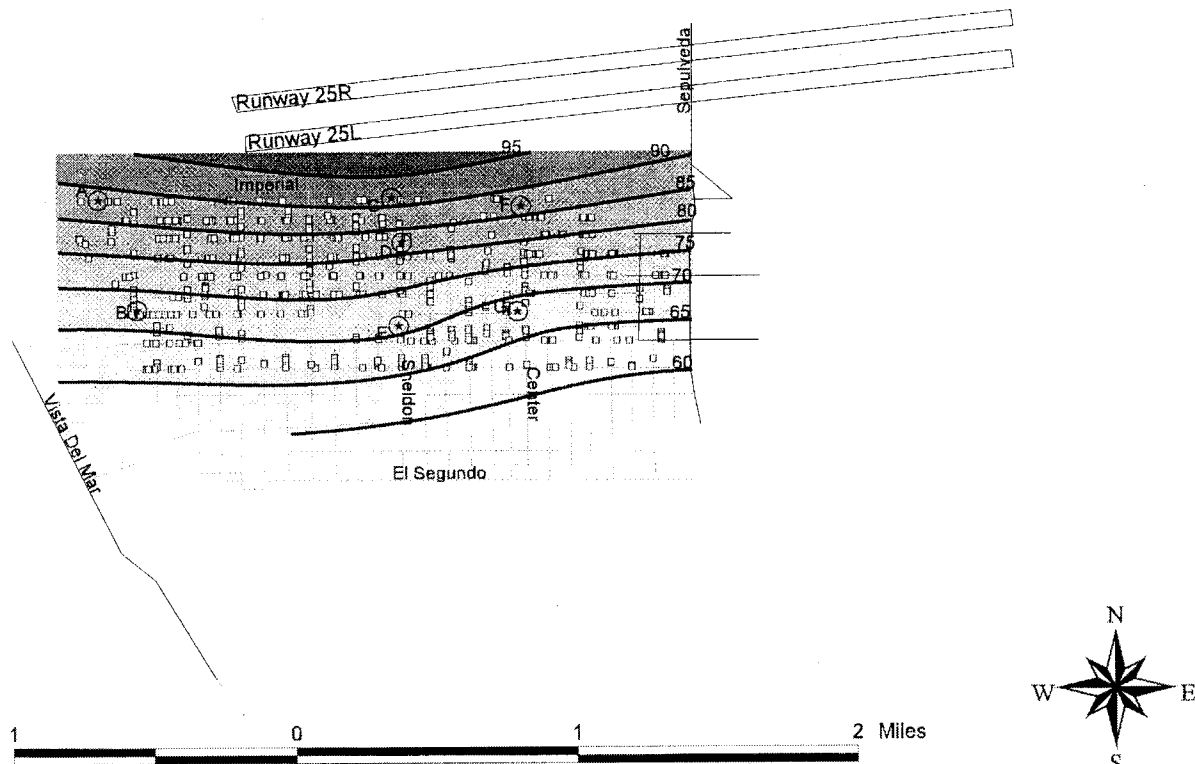 Sepulveda
Runway 25R
Runway 25L
95
90
85
80
75
70
65
60
Imperial
A
F
D
B
E
Sheldon
Center
Vista Del Mar
El Segundo
N
W
E
S
1
0
1
2 Miles